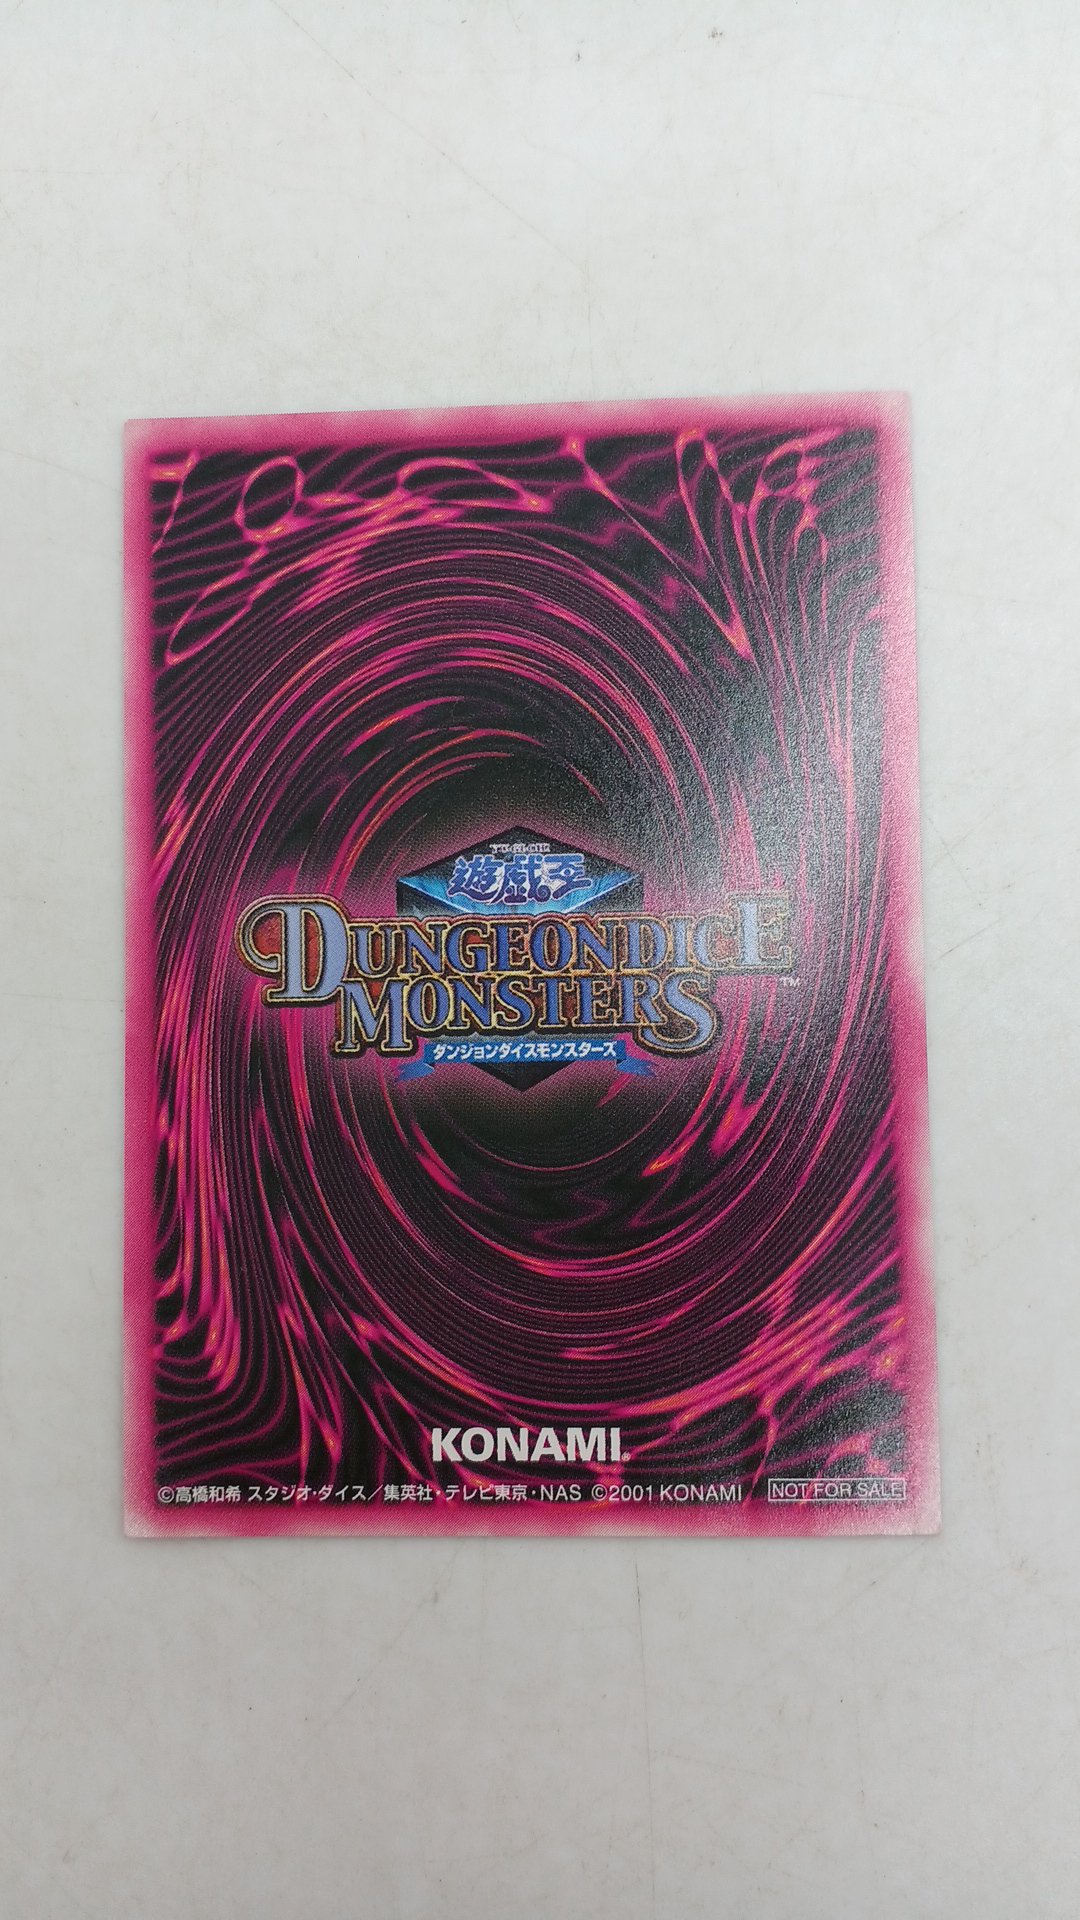 YU-GI-OH!
遊戯王
DUNGEONDICE
MONSTERS™
ダンジョンダイスモンスターズ
KONAMI®
©高橋和希 スタジオ・ダイス／集英社・テレビ東京・NAS ©2001 KONAMI NOT FOR SALE